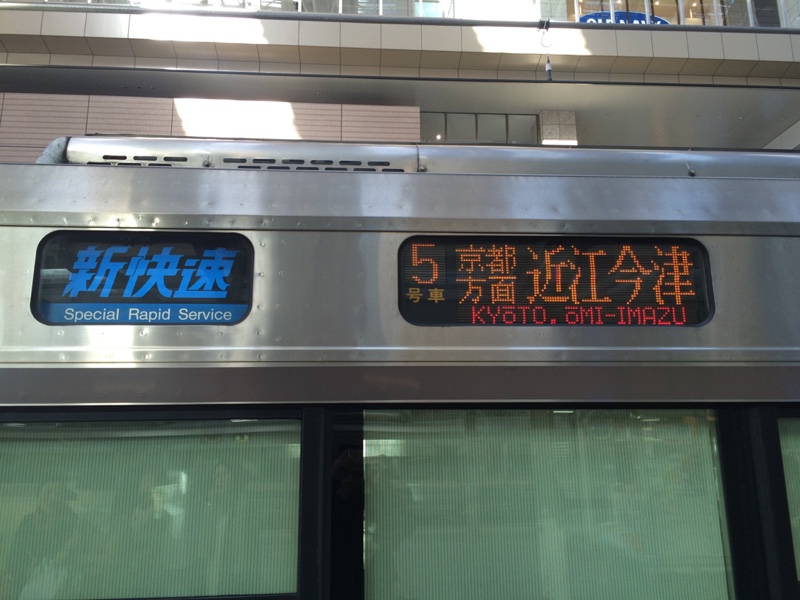 新快速
Special Rapid Service
5
号車
京都
方面
近江今津
KYōTO. ōMI-IMAZU